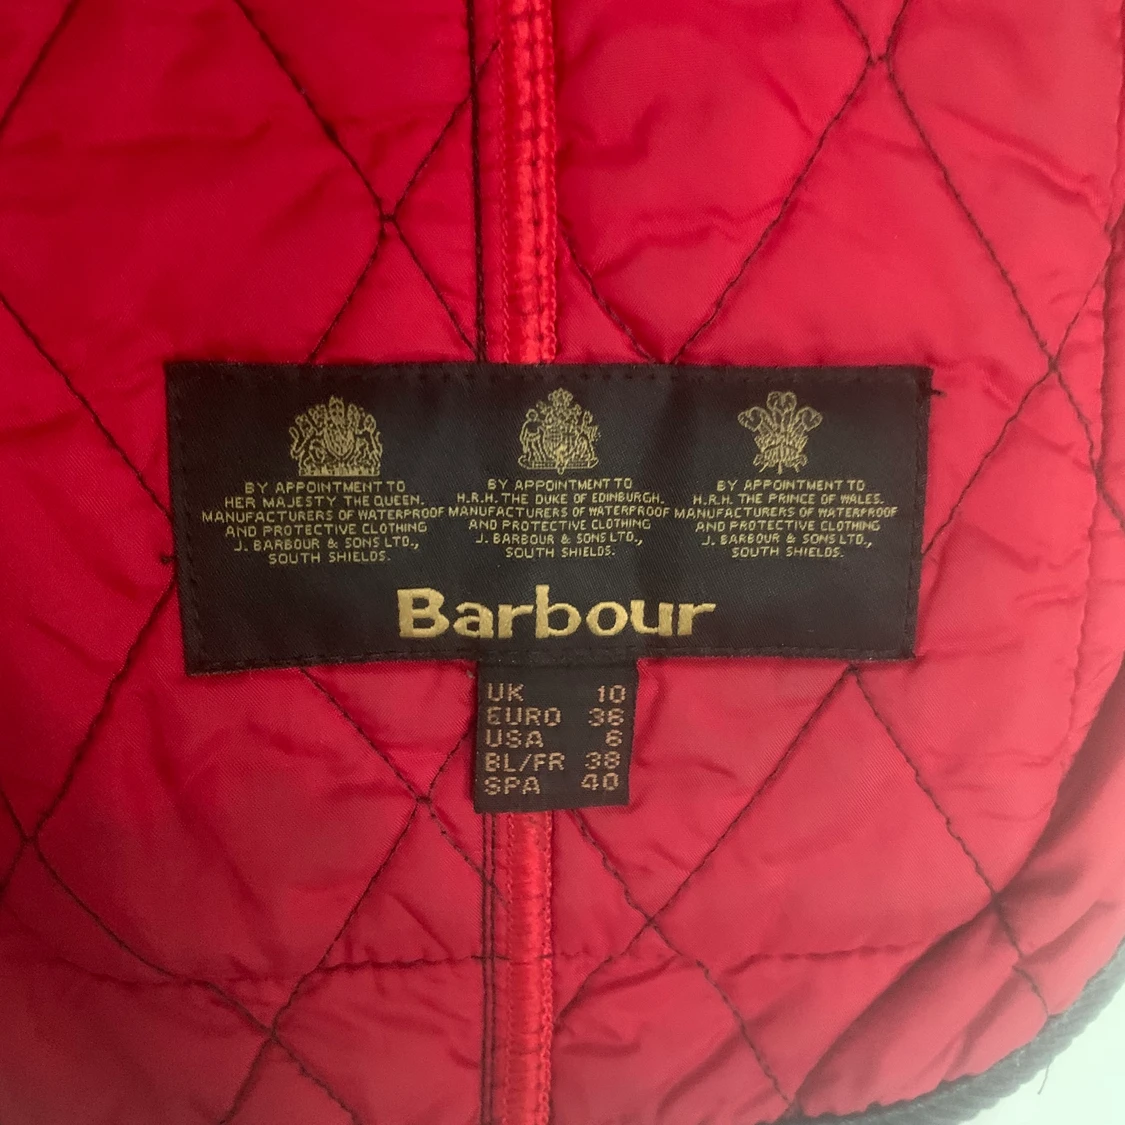 BY APPOINTMENT TO
HER MAJESTY THE QUEEN.
MANUFACTURERS OF WATERPROOF
AND PROTECTIVE CLOTHING
J. BARBOUR & SONS LTD.,
SOUTH SHIELDS.
BY APPOINTMENT TO
H.R.H. THE DUKE OF EDINBURGH.
MANUFACTURERS OF WATERPROOF
AND PROTECTIVE CLOTHING
J. BARBOUR & SONS LTD.,
SOUTH SHIELDS.
BY APPOINTMENT TO
H.R.H. THE PRINCE OF WALES.
MANUFACTURERS OF WATERPROOF
AND PROTECTIVE CLOTHING
J. BARBOUR & SONS LTD.,
SOUTH SHIELDS.
Barbour
UK 10
EURO 36
USA 6
BL/FR 38
SPA 40